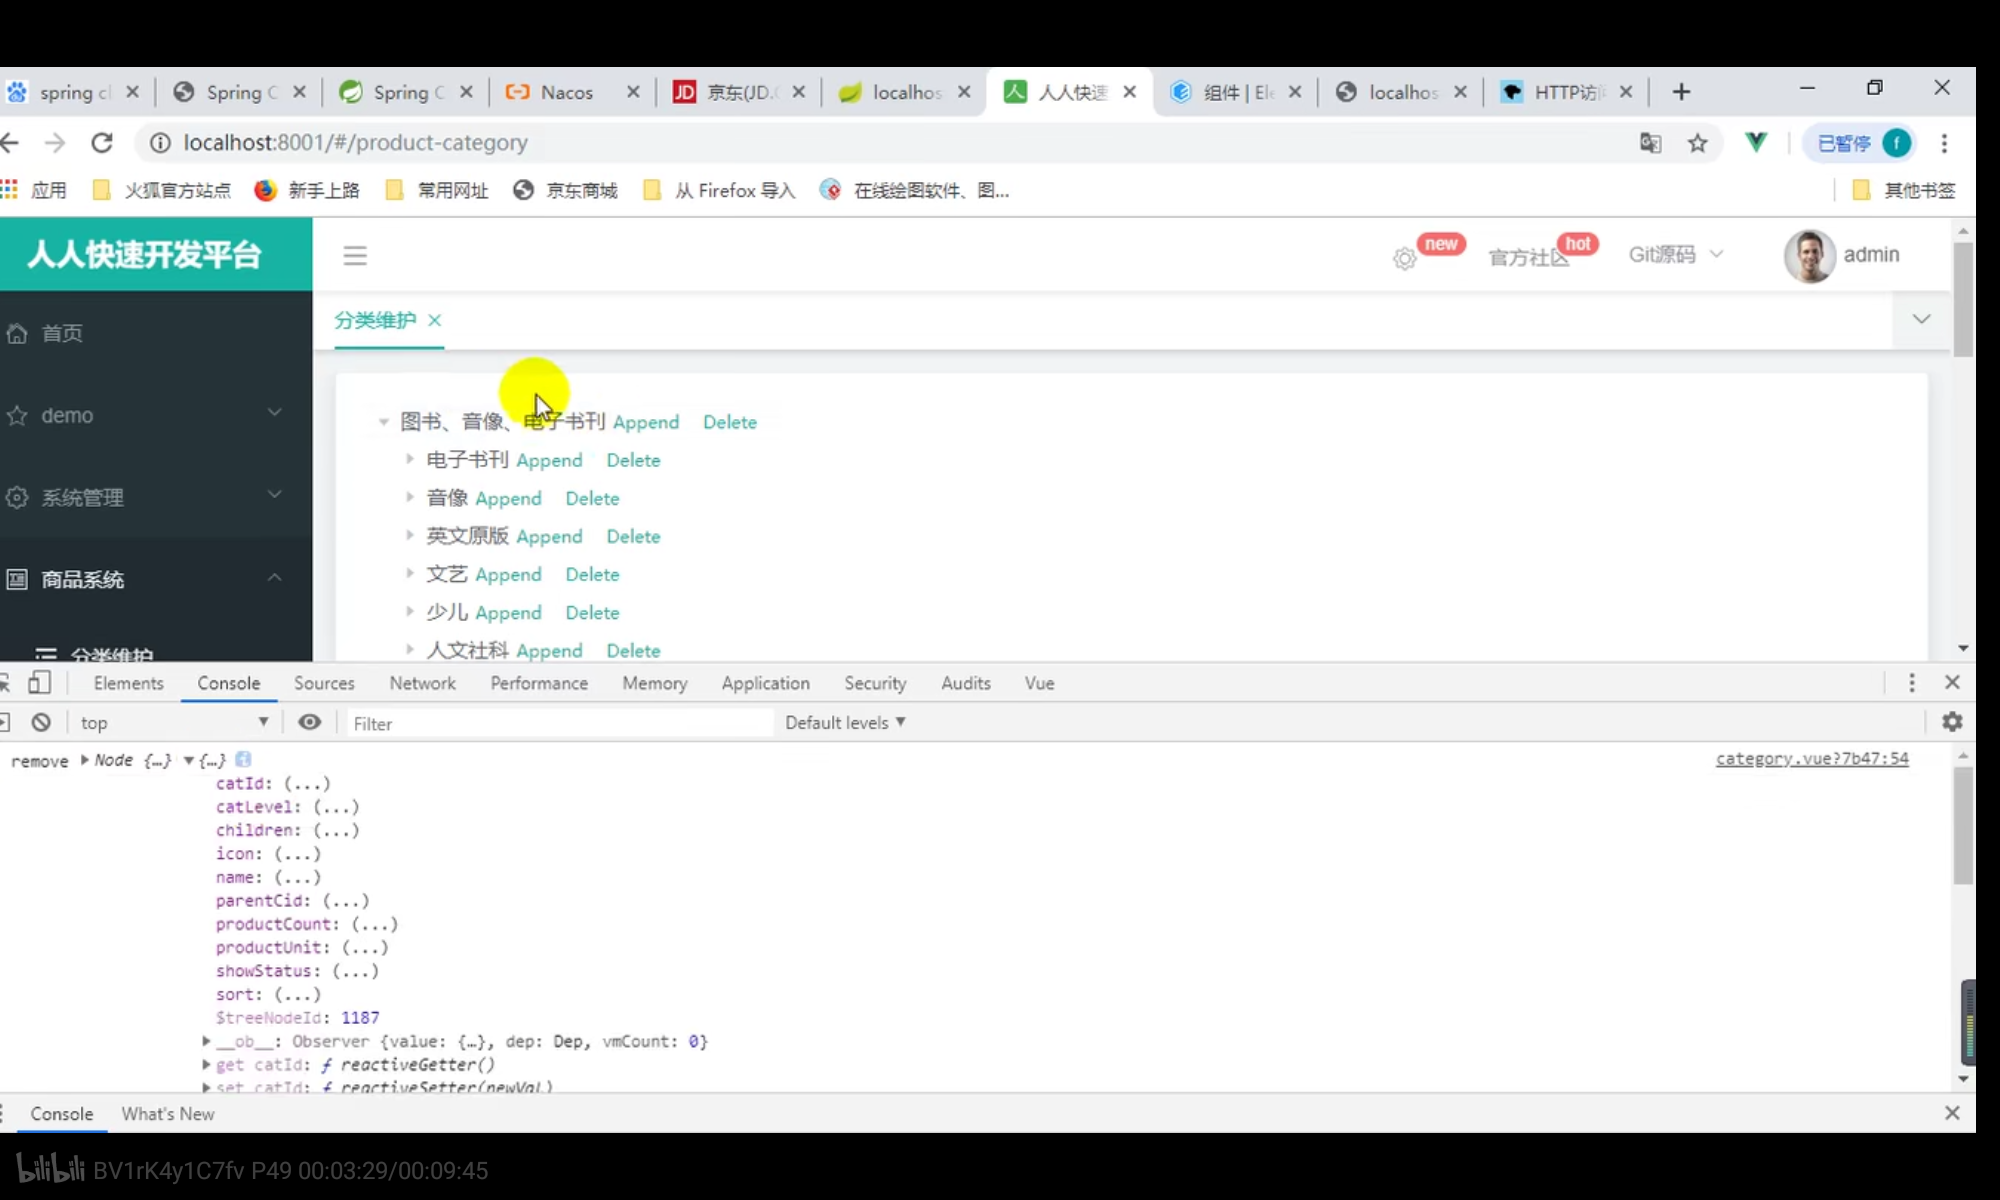 spring cl
Spring C
Spring C
Nacos
京东(JD.C
localhos
人人快速
组件 | Ele
localhos
HTTP访问
localhost:8001/#/product-category
已暂停
f
应用
火狐官方站点
新手上路
常用网址
京东商城
从 Firefox 导入
在线绘图软件、图...
其他书签
人人快速开发平台
new
官方社区
hot
Git源码
admin
首页
demo
系统管理
商品系统
分类维护
分类维护
图书、音像、电子书刊 Append Delete
电子书刊 Append Delete
音像 Append Delete
英文原版 Append Delete
文艺 Append Delete
少儿 Append Delete
人文社科 Append Delete
Elements Console Sources Network Performance Memory Application Security Audits Vue
top
Filter
Default levels
remove Node {…} {…}
category.vue?7b47:54
catId: (...)
catLevel: (...)
children: (...)
icon: (...)
name: (...)
parentCid: (...)
productCount: (...)
productUnit: (...)
showStatus: (...)
sort: (...)
$treeNodeId: 1187
__ob__: Observer {value: {…}, dep: Dep, vmCount: 0}
get catId: ƒ reactiveGetter()
set catId: ƒ reactiveSetter(newVal)
Console What's New
bilibili BV1rK4y1C7fv P49 00:03:29/00:09:45